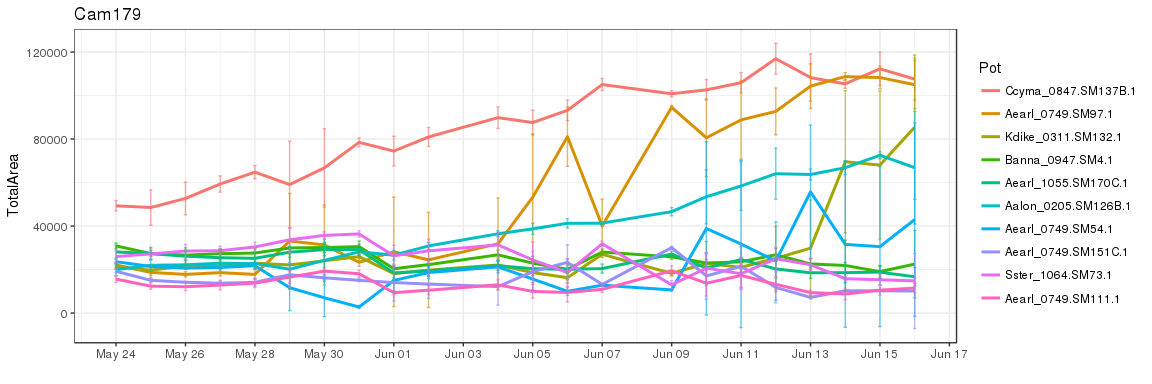 Cam179
TotalArea
120000
80000
40000
0
May 24 May 26 May 28 May 30 Jun 01 Jun 03 Jun 05 Jun 07 Jun 09 Jun 11 Jun 13 Jun 15 Jun 17
Pot
Ccyma_0847.SM137B.1
Aearl_0749.SM97.1
Kdike_0311.SM132.1
Banna_0947.SM4.1
Aearl_1055.SM170C.1
Aalon_0205.SM126B.1
Aearl_0749.SM54.1
Aearl_0749.SM151C.1
Sster_1064.SM73.1
Aearl_0749.SM111.1